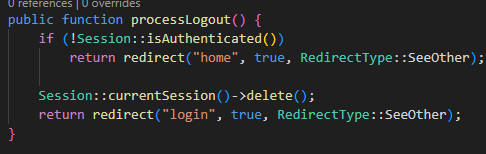 0 references | 0 overrides
public function processLogout() {
    if (!Session::isAuthenticated())
        return redirect("home", true, RedirectType::SeeOther);

    Session::currentSession()->delete();
    return redirect("login", true, RedirectType::SeeOther);
}